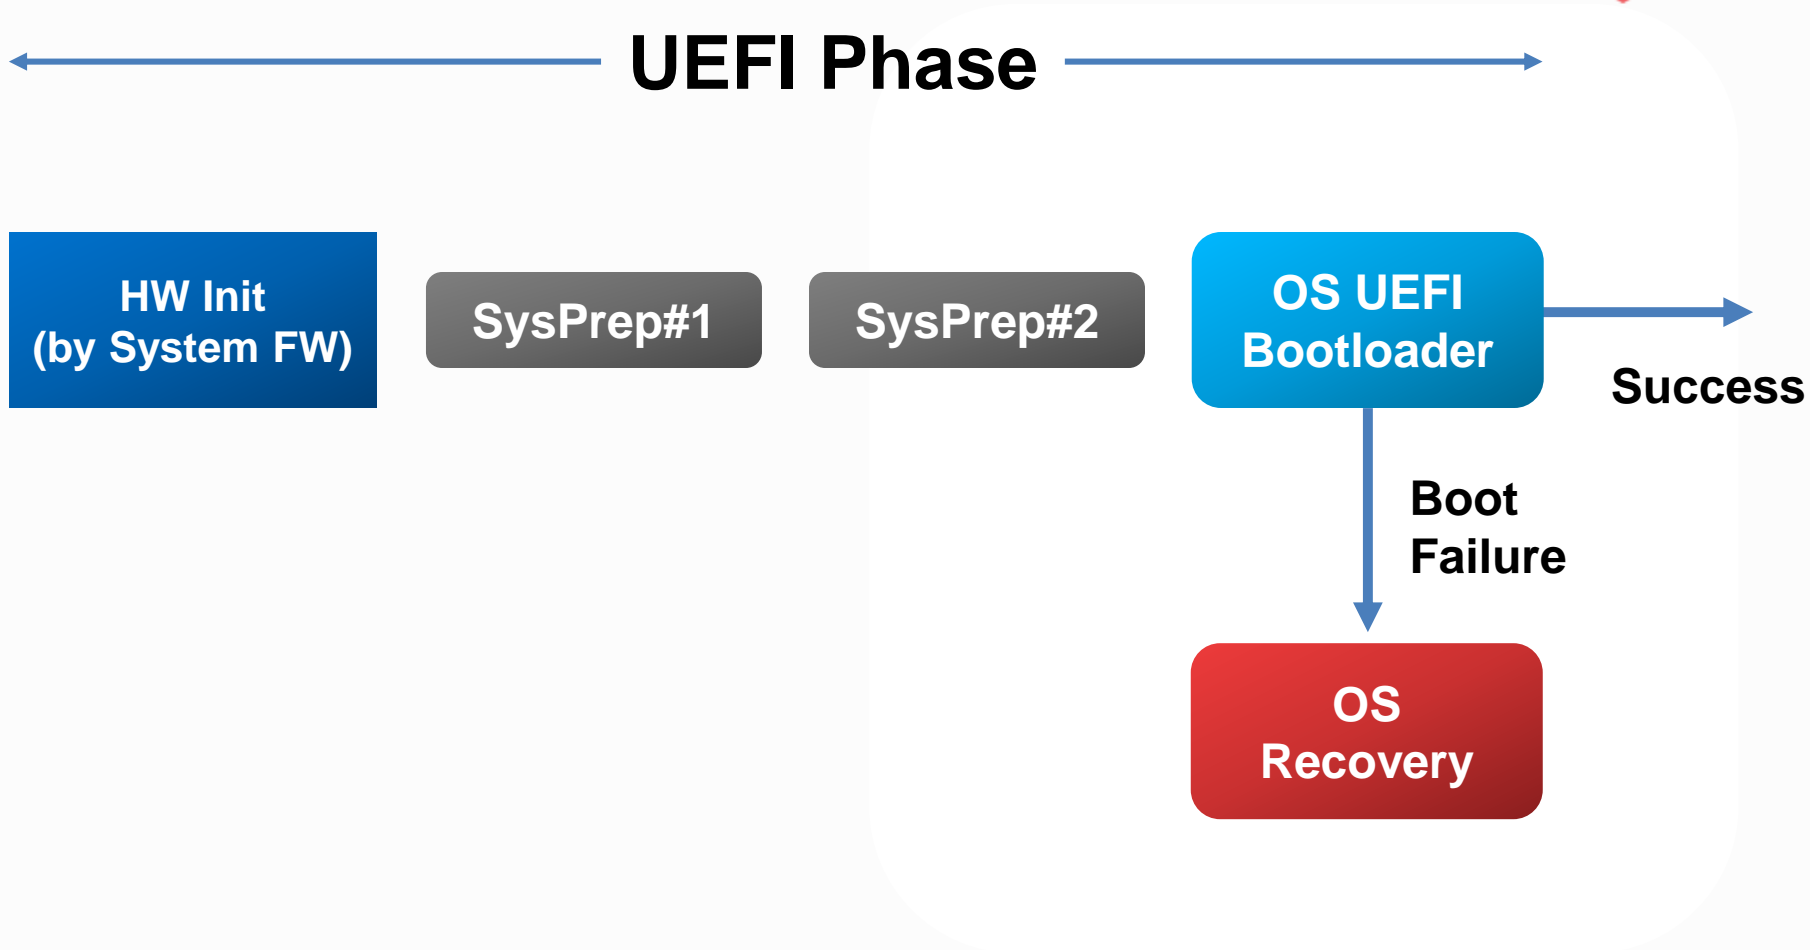 UEFI Phase
HW Init
(by System FW)
SysPrep#1
SysPrep#2
OS UEFI
Bootloader
Success
Boot
Failure
OS
Recovery